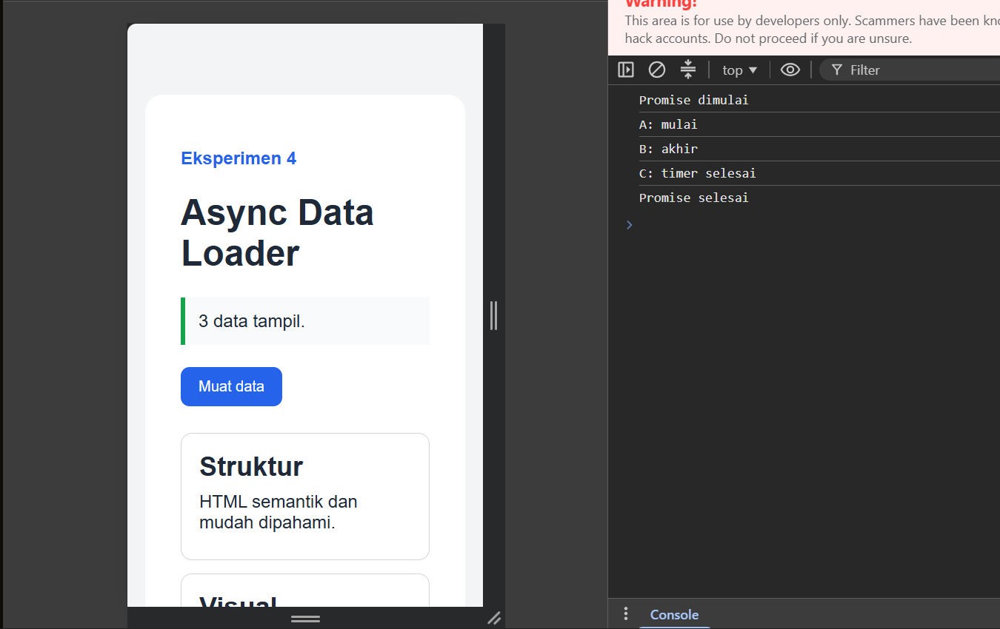 Eksperimen 4
Async Data
Loader
3 data tampil.
Muat data
Struktur
HTML semantik dan
mudah dipahami.
Visual
Warning!
This area is for use by developers only. Scammers have been
hack accounts. Do not proceed if you are unsure.
top
Filter
Promise dimulai
A: mulai
B: akhir
C: timer selesai
Promise selesai
Console